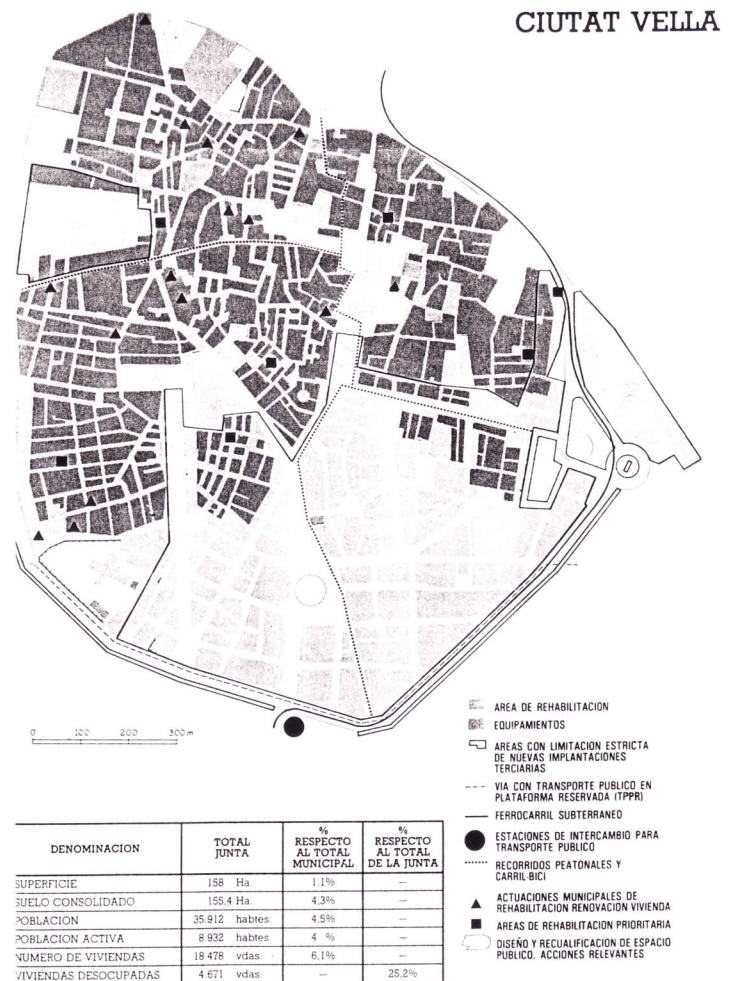 CIUTAT VELLA
0 100 200 300 m
AREA DE REHABILITACION
EQUIPAMIENTOS
AREAS CON LIMITACION ESTRICTA
DE NUEVAS IMPLANTACIONES
TERCIARIAS
VIA CON TRANSPORTE PUBLICO EN
PLATAFORMA RESERVADA (TPPR)
FERROCARRIL SUBTERRANEO
ESTACIONES DE INTERCAMBIO PARA
TRANSPORTE PUBLICO
RECORRIDOS PEATONALES Y
CARRIL-BICI
ACTUACIONES MUNICIPALES DE
REHABILITACION RENOVACION VIVIENDA
AREAS DE REHABILITACION PRIORITARIA
DISEÑO Y RECUALIFICACION DE ESPACIO
PUBLICO. ACCIONES RELEVANTES
DENOMINACION TOTAL JUNTA % RESPECTO AL TOTAL MUNICIPAL % RESPECTO AL TOTAL DE LA JUNTA
SUPERFICIE 158 Ha 1,1% —
SUELO CONSOLIDADO 155,4 Ha 4,3% —
POBLACION 35.912 habtes 4.5% —
POBLACION ACTIVA 8.932 habtes 4 % —
NUMERO DE VIVIENDAS 18 478 vdas 6,1% —
VIVIENDAS DESOCUPADAS 4.671 vdas. — 25,2%